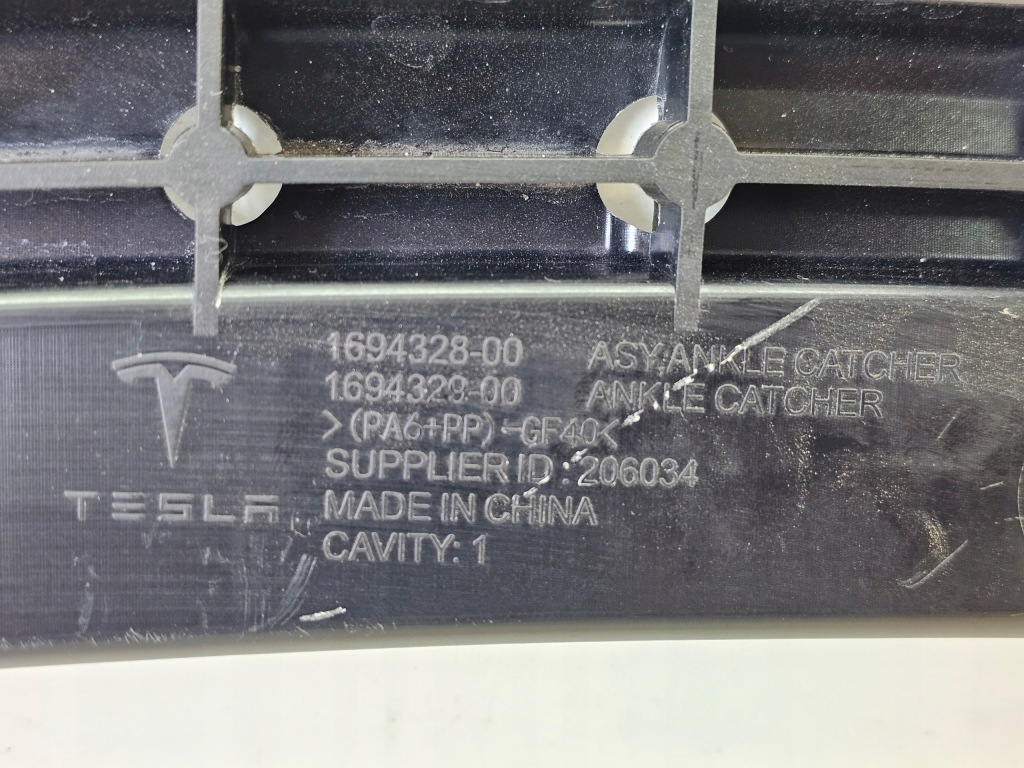 1694328-00 ASY,ANKLE CATCHER
1694329-00 ANKLE CATCHER
>(PA6+PP)-GF40<
SUPPLIER ID : 206034
TESLA
MADE IN CHINA
CAVITY: 1